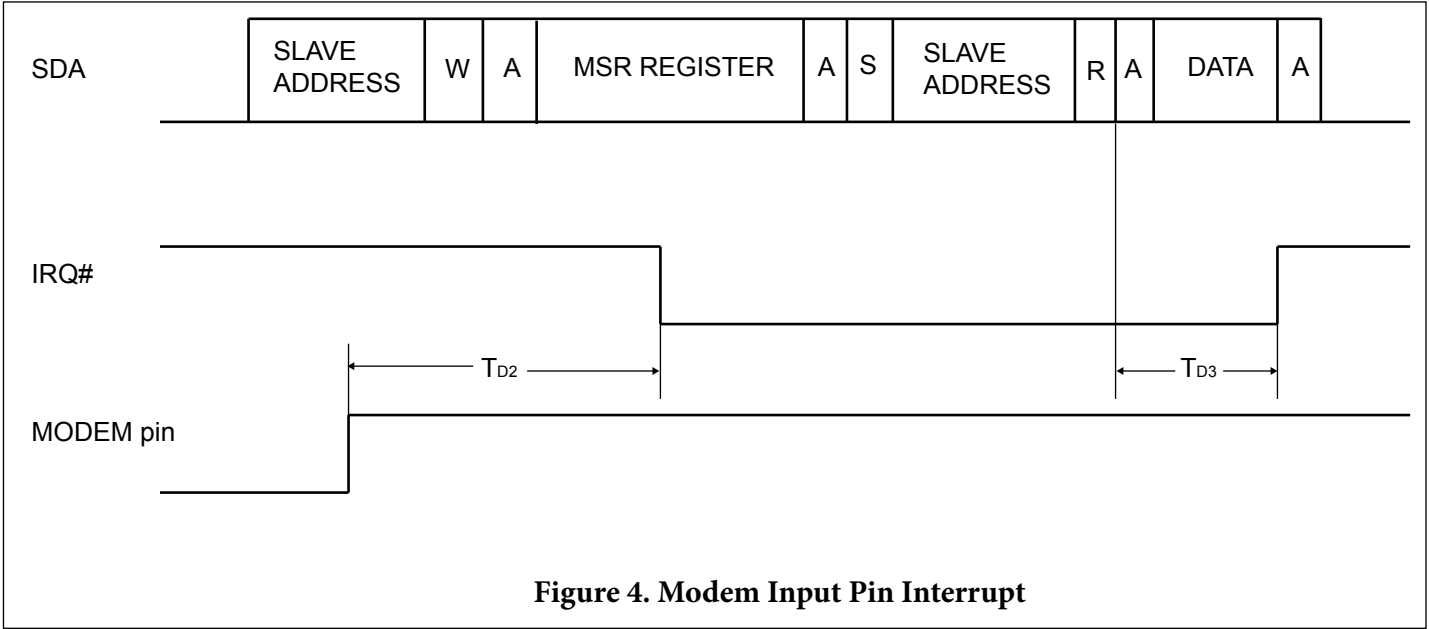 SDA
SLAVE ADDRESS
W
A
MSR REGISTER
A
S
SLAVE ADDRESS
R
A
DATA
A
IRQ#
TD2
TD3
MODEM pin
Figure 4. Modem Input Pin Interrupt